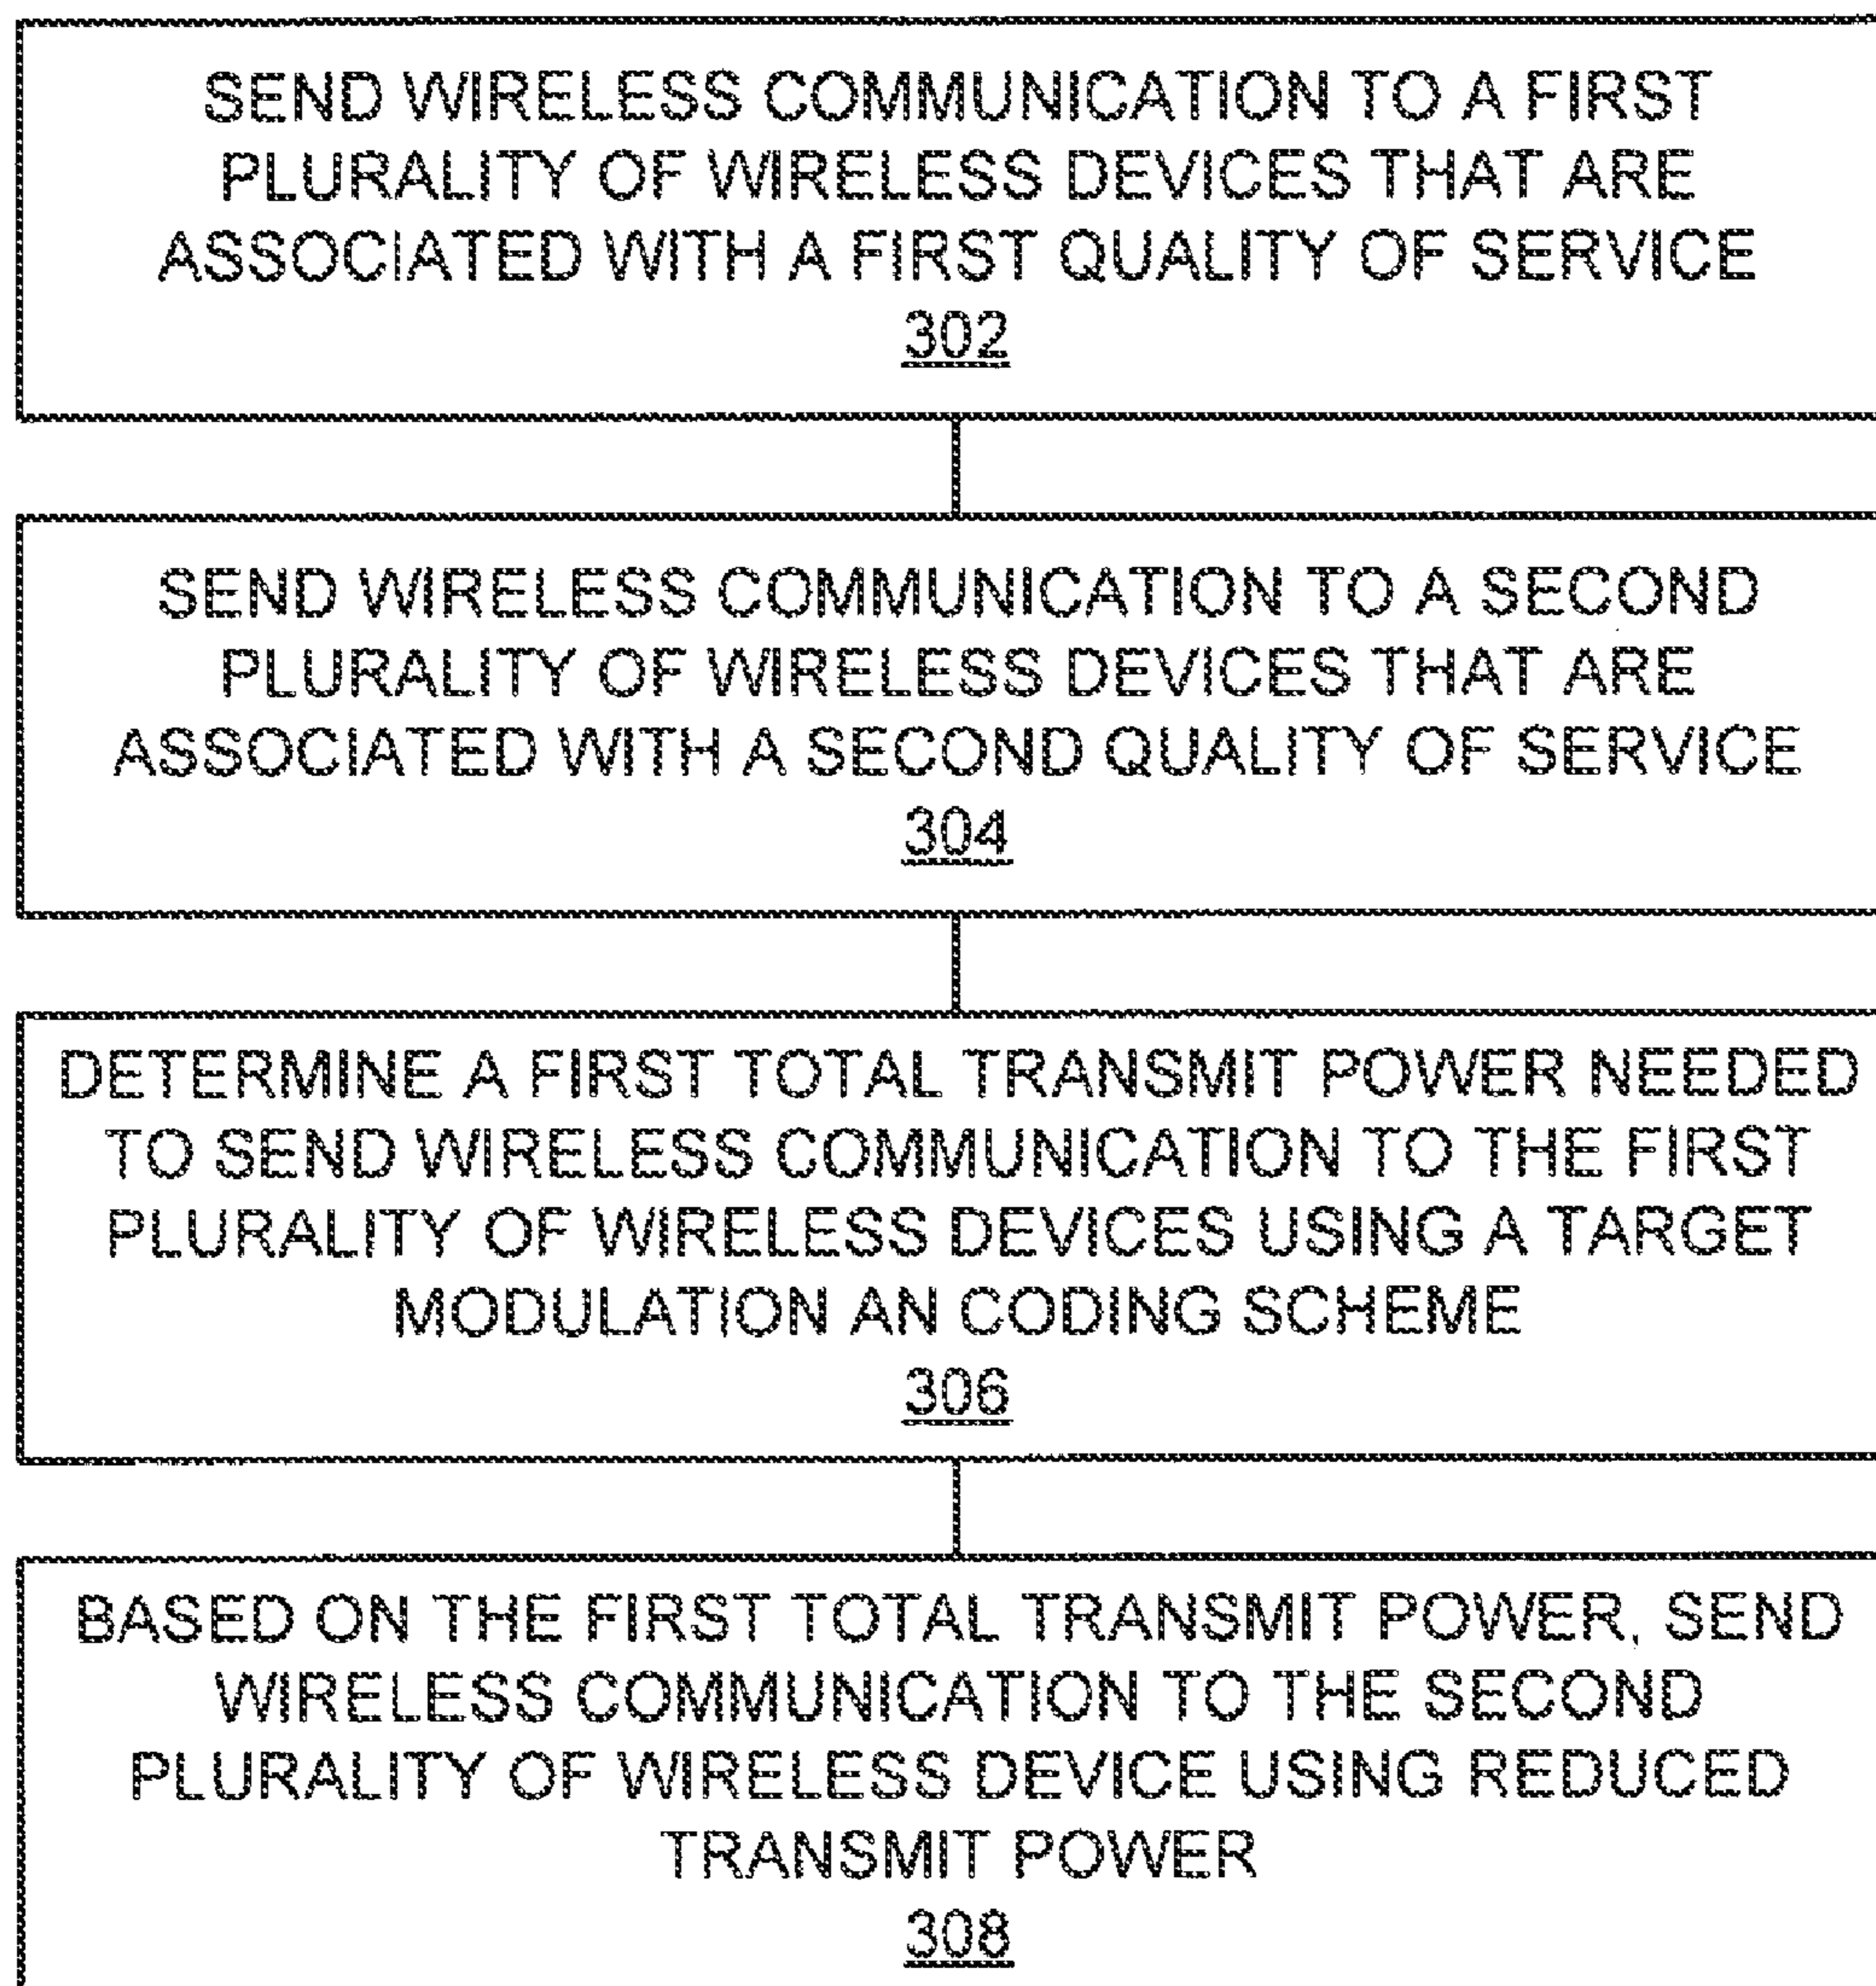 SEND WIRELESS COMMUNICATION TO A FIRST
PLURALITY OF WIRELESS DEVICES THAT ARE
ASSOCIATED WITH A FIRST QUALITY OF SERVICE
302
SEND WIRELESS COMMUNICATION TO A SECOND
PLURALITY OF WIRELESS DEVICES THAT ARE
ASSOCIATED WITH A SECOND QUALITY OF SERVICE
304
DETERMINE A FIRST TOTAL TRANSMIT POWER NEEDED
TO SEND WIRELESS COMMUNICATION TO THE FIRST
PLURALITY OF WIRELESS DEVICES USING A TARGET
MODULATION AN CODING SCHEME
306
BASED ON THE FIRST TOTAL TRANSMIT POWER, SEND
WIRELESS COMMUNICATION TO THE SECOND
PLURALITY OF WIRELESS DEVICE USING REDUCED
TRANSMIT POWER
308